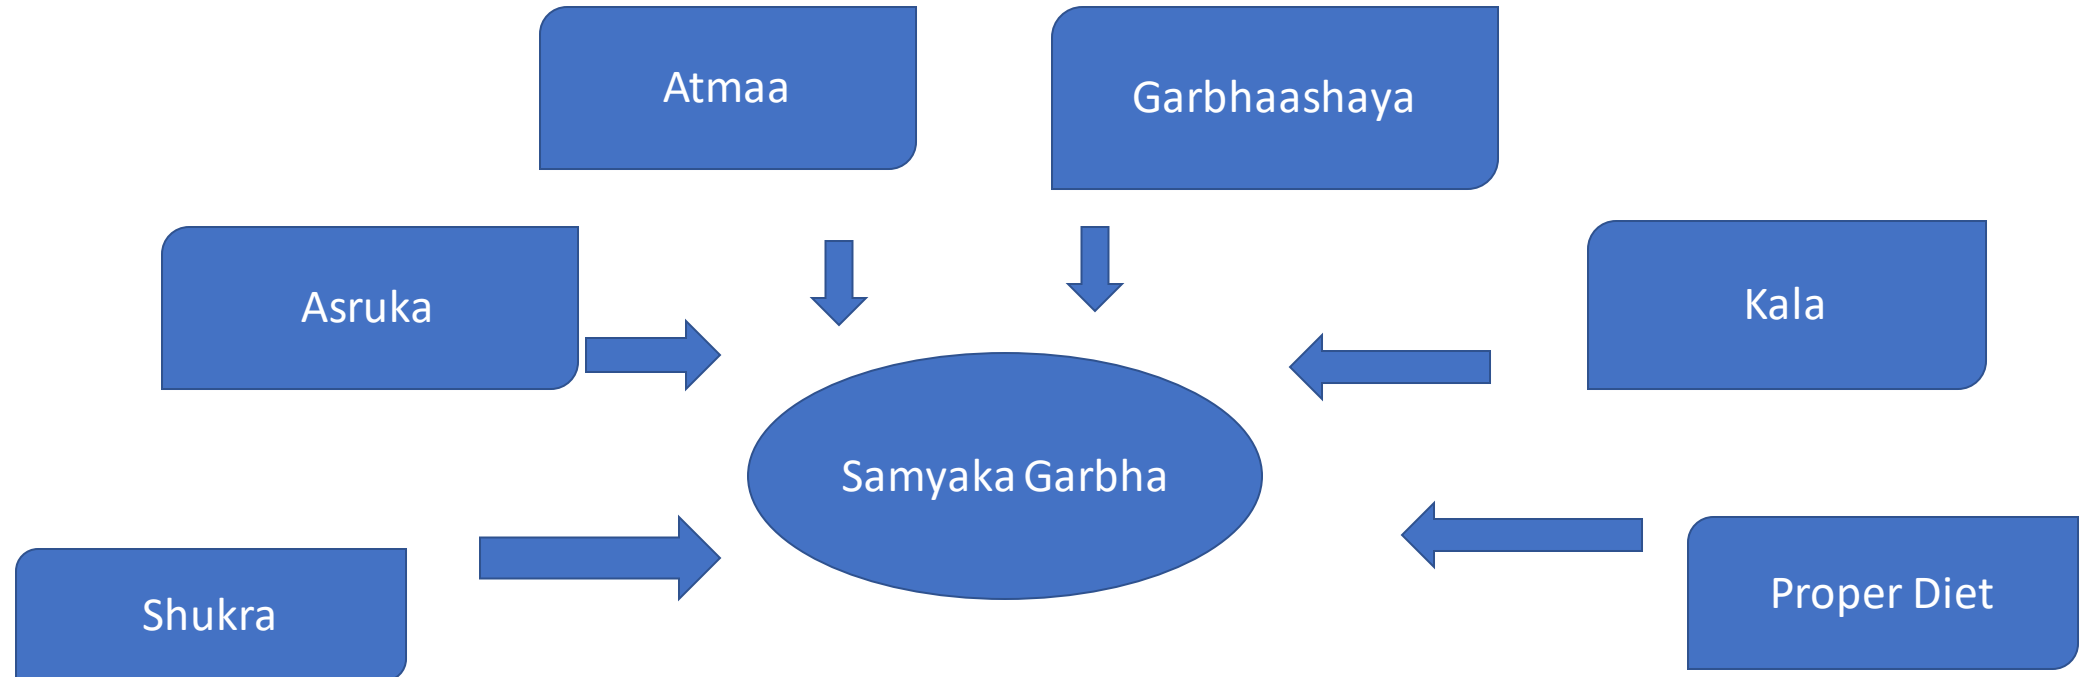 Atmaa
Garbhaashaya
Asruka
Kala
Samyaka Garbha
Shukra
Proper Diet